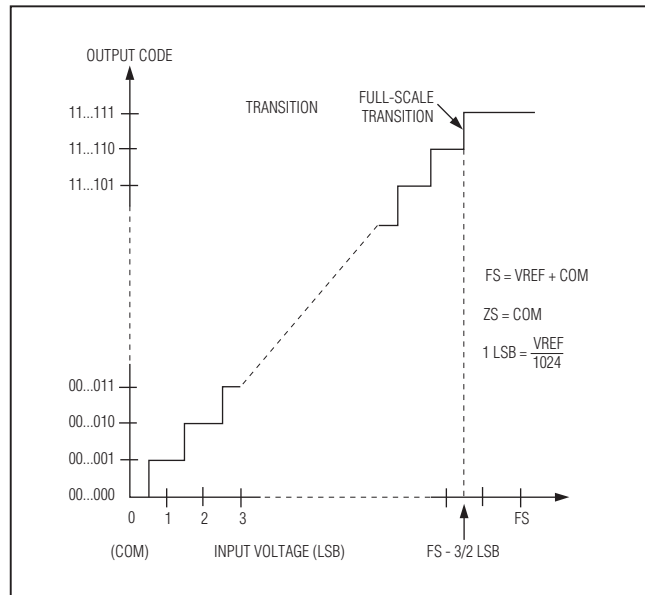 OUTPUT CODE
TRANSITION
FULL-SCALE
TRANSITION
11...111
11...110
11...101
FS = VREF + COM
ZS = COM
1 LSB = VREF
1024
00...011
00...010
00...001
00...000
0
1
2
3
FS
(COM)
INPUT VOLTAGE (LSB)
FS - 3/2 LSB